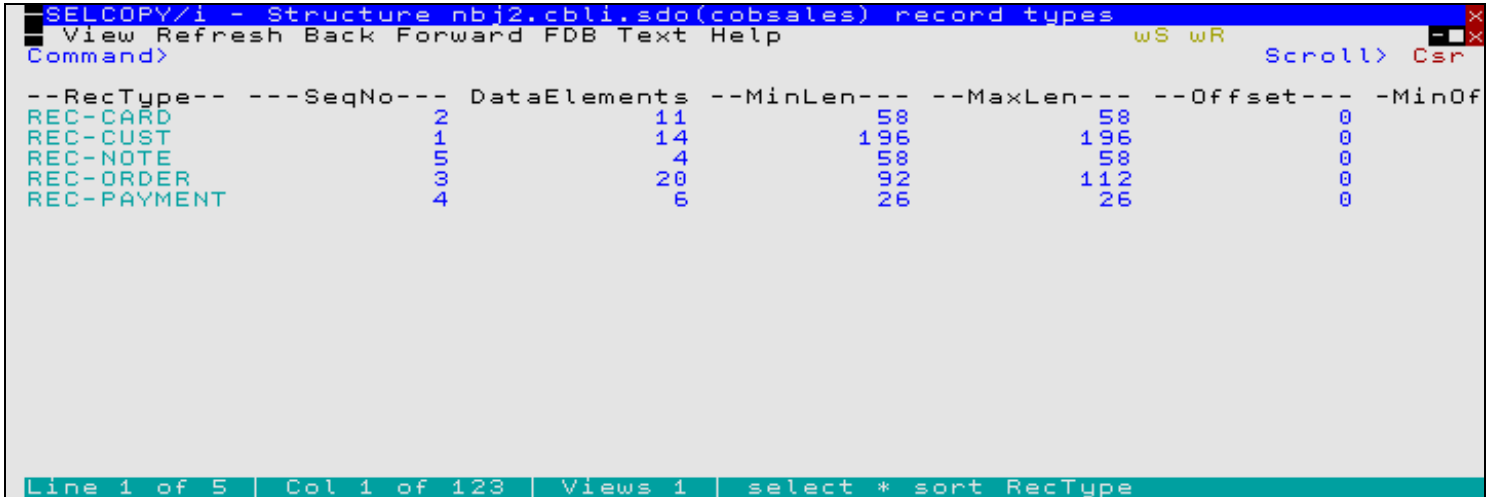 SELCOPY/i - Structure nbj2.cbli.sdo(cobsales) record types x
View Refresh Back Forward FDB Text Help wS wR
Command> Scroll> Csr
--RecType-- ---SeqNo--- DataElements --MinLen--- --MaxLen--- --Offset--- -MinOf
REC-CARD 2 11 58 58 0
REC-CUST 1 14 196 196 0
REC-NOTE 5 4 58 58 0
REC-ORDER 3 20 92 112 0
REC-PAYMENT 4 6 26 26 0
Line 1 of 5 | Col 1 of 123 | Views 1 | select * sort RecType